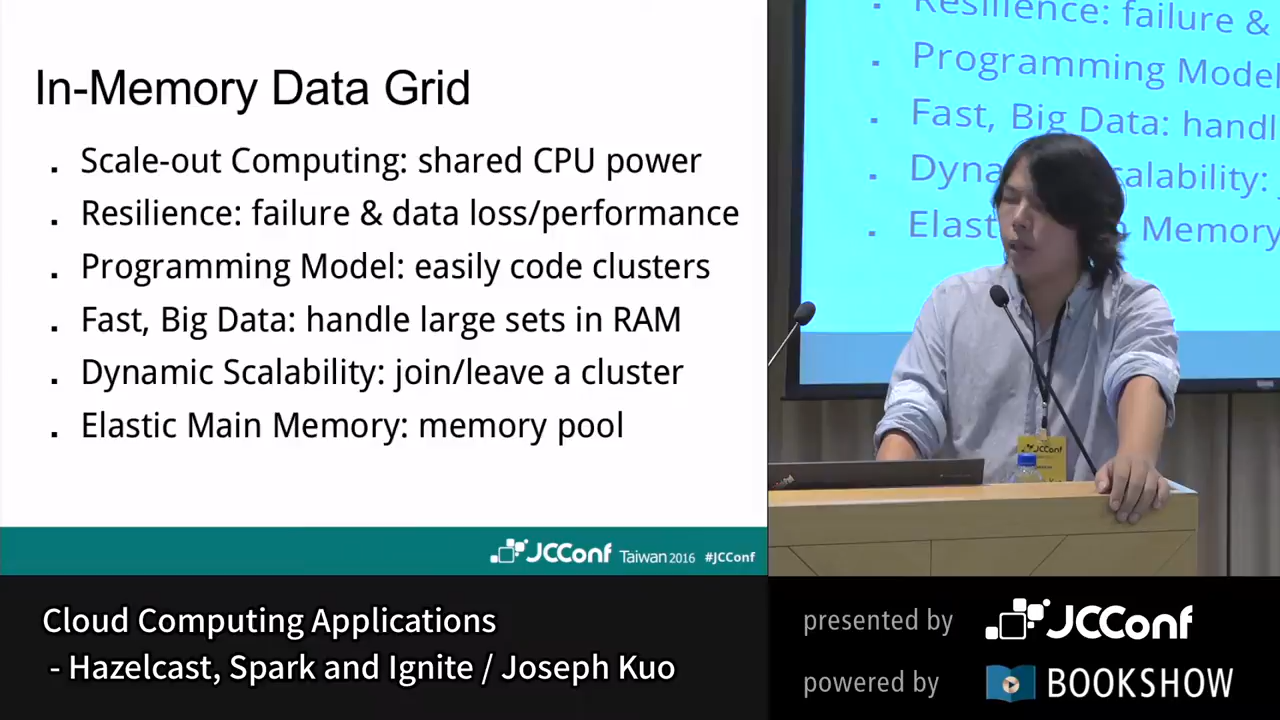 In-Memory Data Grid
. Scale-out Computing: shared CPU power
. Resilience: failure & data loss/performance
. Programming Model: easily code clusters
. Fast, Big Data: handle large sets in RAM
. Dynamic Scalability: join/leave a cluster
. Elastic Main Memory: memory pool
JCConf Taiwan 2016 #JCConf
Resilience: failure &
Programming Model
Fast, Big Data: handl
Dyna calability:
Elast Memory
JCConf
Cloud Computing Applications
- Hazelcast, Spark and Ignite / Joseph Kuo
presented by JCConf
powered by BOOKSHOW